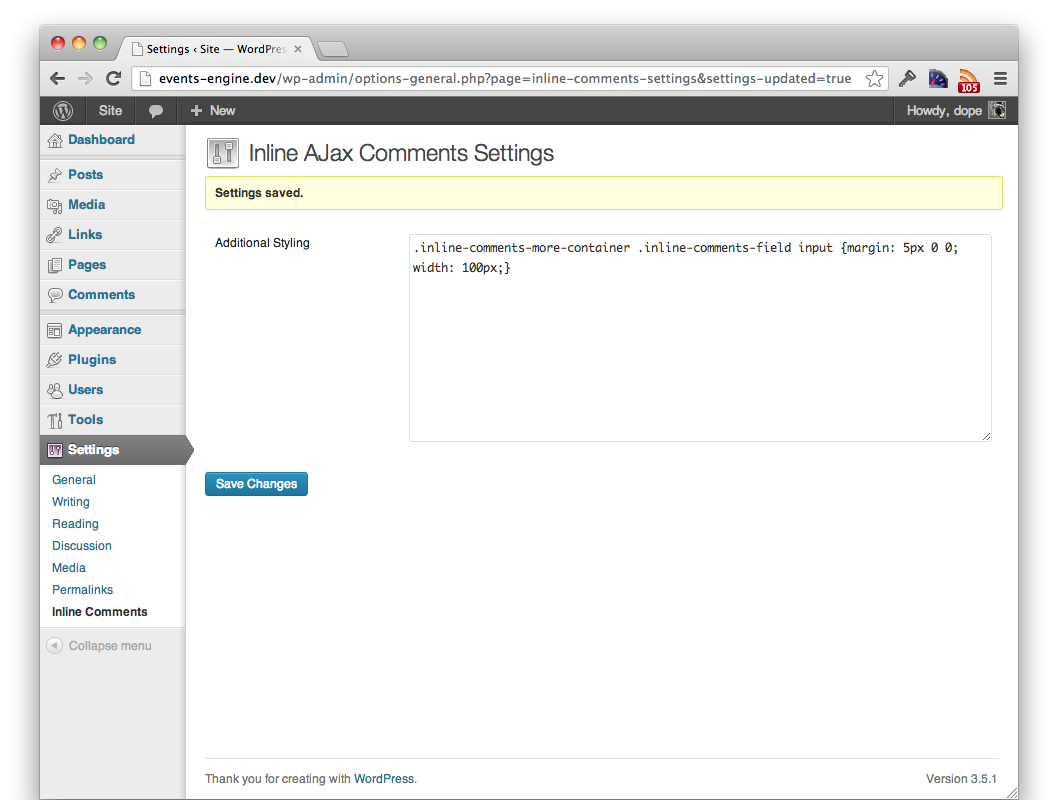 Settings ‹ Site — WordPres
events-engine.dev/wp-admin/options-general.php?page=inline-comments-settings&settings-updated=true
105
Site
New
Howdy, dope
Dashboard
Posts
Media
Links
Pages
Comments
Appearance
Plugins
Users
Tools
Settings
General
Writing
Reading
Discussion
Media
Permalinks
Inline Comments
Collapse menu
Inline AJax Comments Settings
Settings saved.
Additional Styling
.inline-comments-more-container .inline-comments-field input {margin: 5px 0 0;
width: 100px;}
Save Changes
Thank you for creating with WordPress.
Version 3.5.1